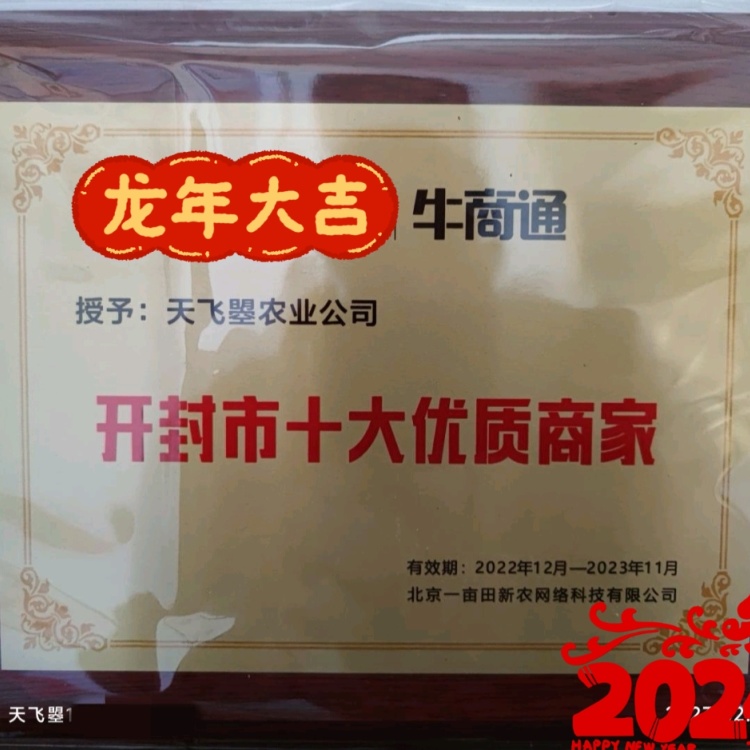 龙年大吉 牛商通
授予：天飞曌农业公司
开封市十大优质商家
有效期：2022年12月—2023年11月
北京一亩田新农网络科技有限公司
天飞曌1
202
HAPPY NEW YEAR